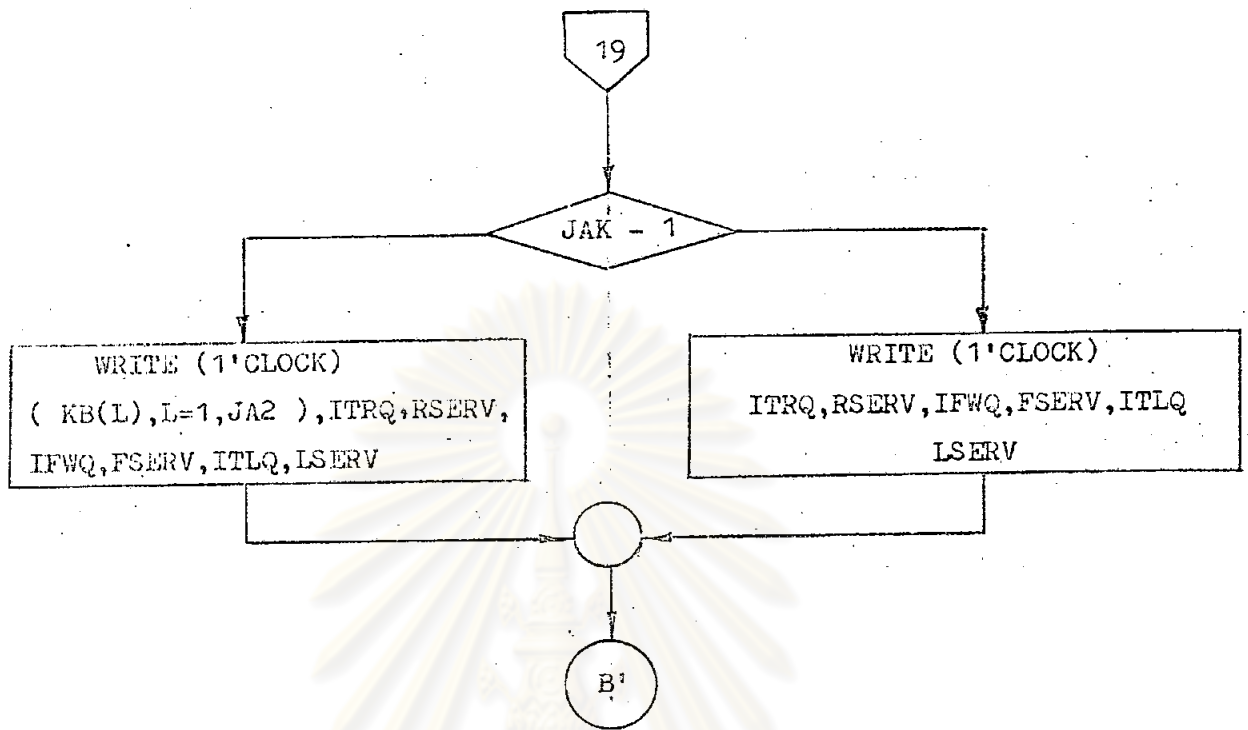 19
JAK - 1
WRITE (1'CLOCK)
( KB(L),L=1,JA2 ),ITRQ,RSERV,
IFWQ,FSERV,ITLQ,LSERV
WRITE (1'CLOCK)
ITRQ,RSERV,IFWQ,FSERV,ITLQ
LSERV
B'